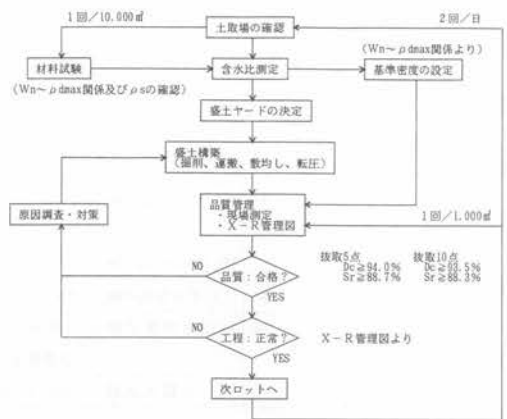 1回/10.000㎥
土取場の確認
2回/日
(Wn~ρdmax関係より)
材料試験
含水比測定
基準密度の設定
(Wn~ρdmax関係及びρsの確認)
盛土ヤードの決定
盛土構築
(掘削、運搬、敷均し、転圧)
原因調査・対策
品質管理
・現場測定
・X-R管理図
1回/1.000㎥
NO
品質:合格?
抜取5点 抜取10点
Dc≧94.0% Dc≧93.5%
Sr≧88.7% Sr≧88.3%
YES
NO
工程:正常?
X-R管理図より
YES
次ロットへ